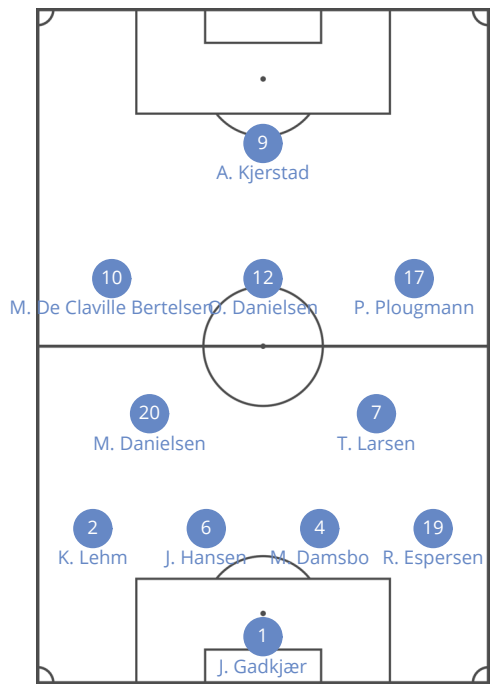 9
A. Kjerstad
10 12 17
M. De Claville Bertelsen O. Danielsen P. Plougmann
20 7
M. Danielsen T. Larsen
2 6 4 19
K. Lehm J. Hansen M. Damsbo R. Espersen
1
J. Gadkjær